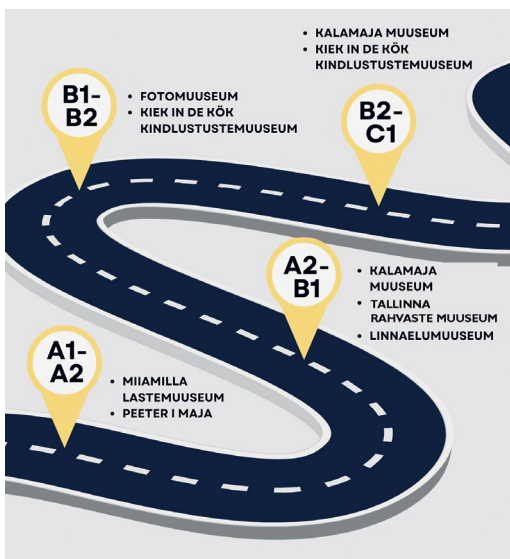 • KALAMAJA MUUSEUM
• KIEK IN DE KÖK
KINDLUSTUSTEMUUSEUM
B1-
B2
• FOTOMUUSEUM
• KIEK IN DE KÖK
KINDLUSTUSTEMUUSEUM
B2-
C1
A2-
B1
• KALAMAJA
MUUSEUM
• TALLINNA
RAHVASTE MUUSEUM
• LINNAELUMUUSEUM
A1-
A2
• MIIAMILLA
LASTEMUUSEUM
• PEETER I MAJA